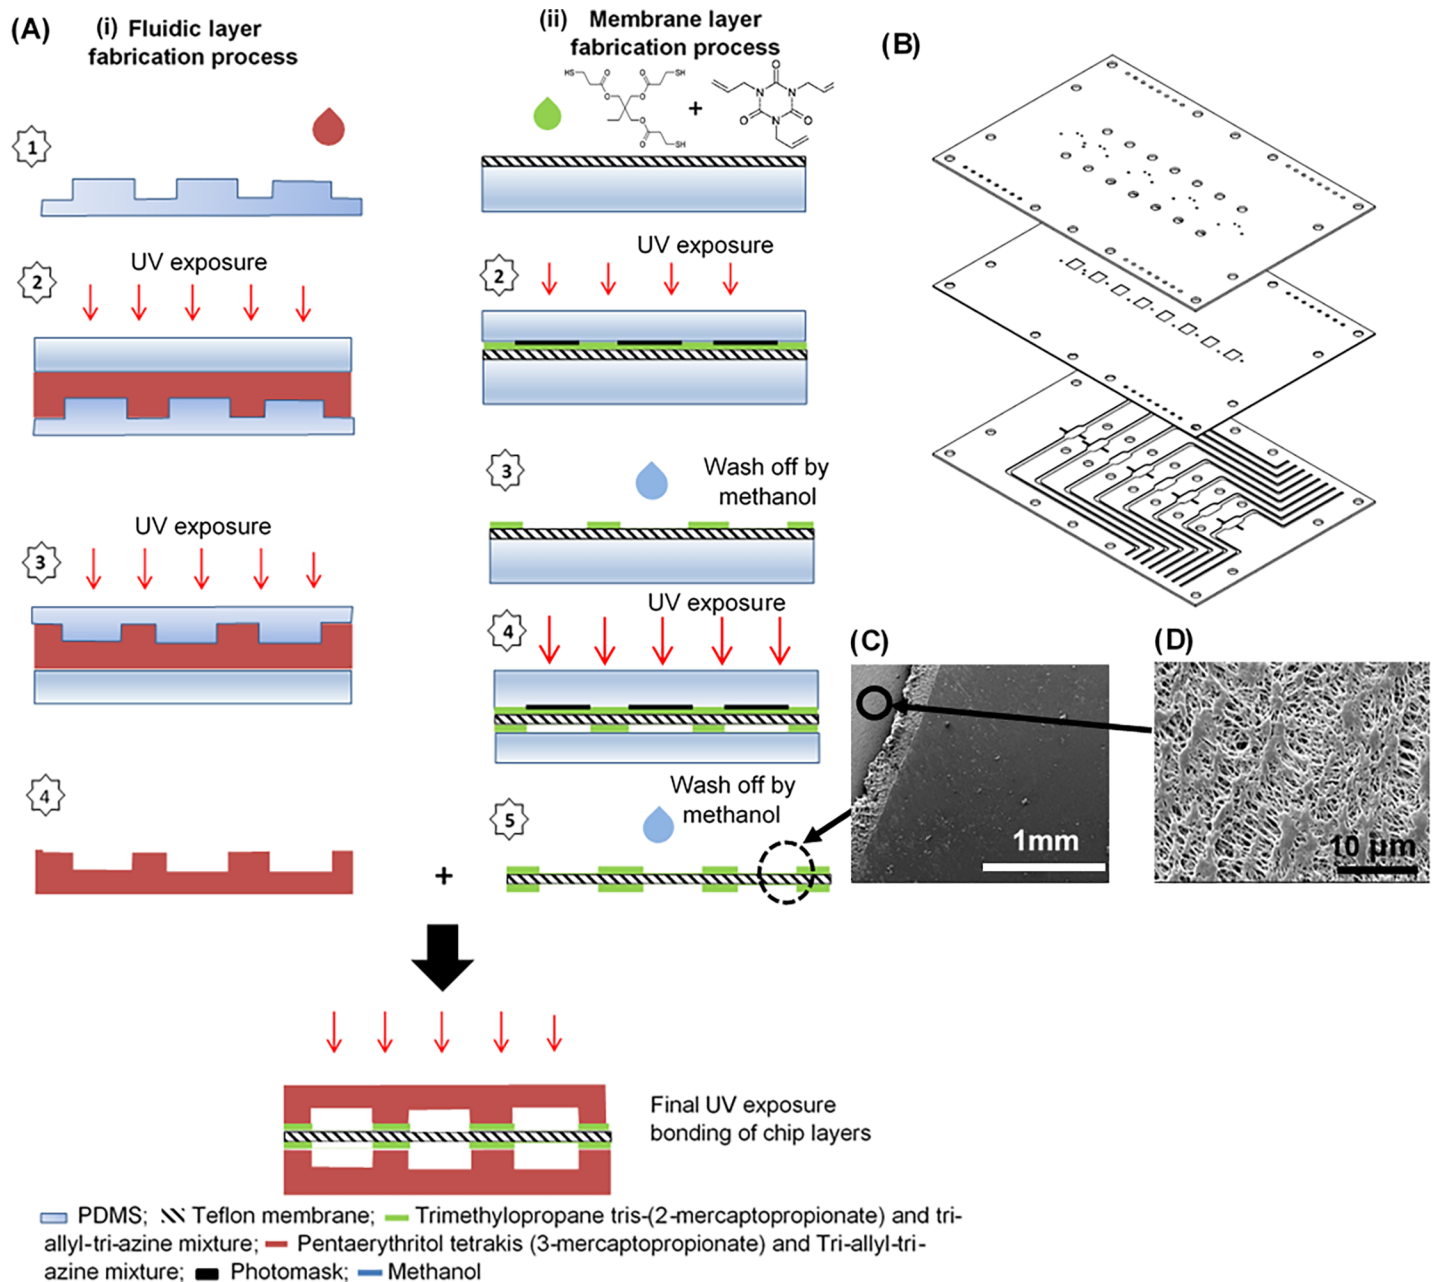 (A)
(i) Fluidic layer
fabrication process
1
UV exposure
2
UV exposure
3
4
(ii) Membrane layer
fabrication process
HS
O
O
SH
O
O
O
O
SH
+
O
N
N
O
O
N
UV exposure
2
3
Wash off by
methanol
UV exposure
4
Wash off by
methanol
5
+
Final UV exposure
bonding of chip layers
(B)
(C)
1mm
(D)
10 µm
PDMS; Teflon membrane; Trimethylopropane tris-(2-mercaptopropionate) and tri-
allyl-tri-azine mixture; Pentaerythritol tetrakis (3-mercaptopropionate) and Tri-allyl-tri-
azine mixture; Photomask; Methanol